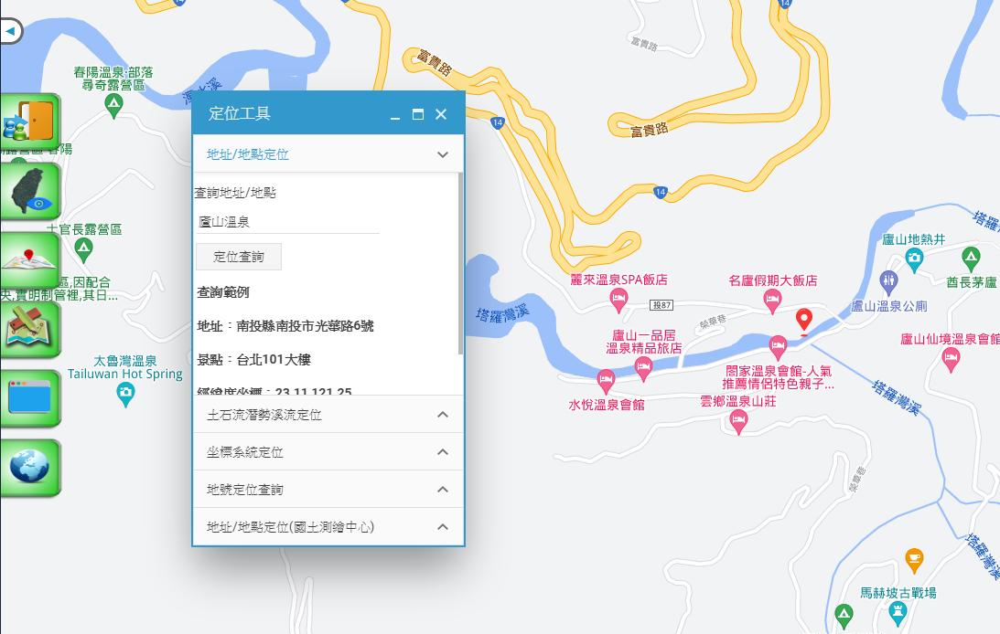 14
14
富貴路
富貴路
春陽溫泉·部落
尋奇露營區
定位工具
14
富貴路
地址/地點定位
查詢地址/地點
14
廬山溫泉
塔羅
士官長露營區
廬山地熱井
定位查詢
酋長茅廬
區,因配合
麗來溫泉SPA飯店
名廬假期大飯店
查詢範例
廬山溫泉公廁
投87
塔羅灣溪
榮華巷
地址：南投縣南投市光華路6號
廬山一品居
溫泉精品旅店
廬山仙境溫泉會館
太魯灣溫泉
Tailuwan Hot Spring
景點：台北101大樓
閤家溫泉會館-人氣
推薦情侶特色親子...
經緯度坐標：23.11,121.25
水悅溫泉會館
雲鄉溫泉山莊
塔羅灣溪
土石流潛勢溪流定位
坐標系統定位
榮華巷
地號定位查詢
地址/地點定位(國土測繪中心)
塔羅灣溪
馬赫坡古戰場